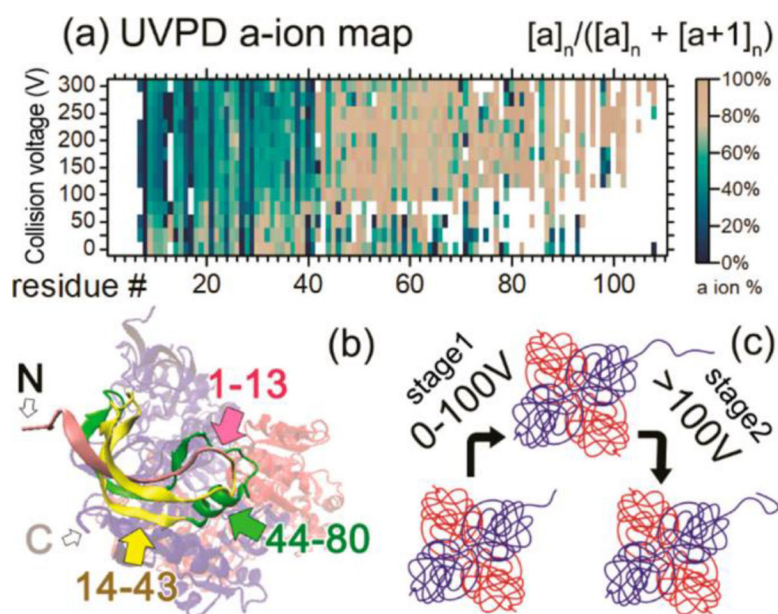 (a) UVPD a-ion map
[a]n/([a]n + [a+1]n)
Collision voltage (V)
300
250
200
150
100
50
0
100%
80%
60%
40%
20%
0%
a ion %
residue #
20
40
60
80
100
(b)
N
1-13
C
44-80
14-43
(c)
stage1
0-100V
stage2
>100V